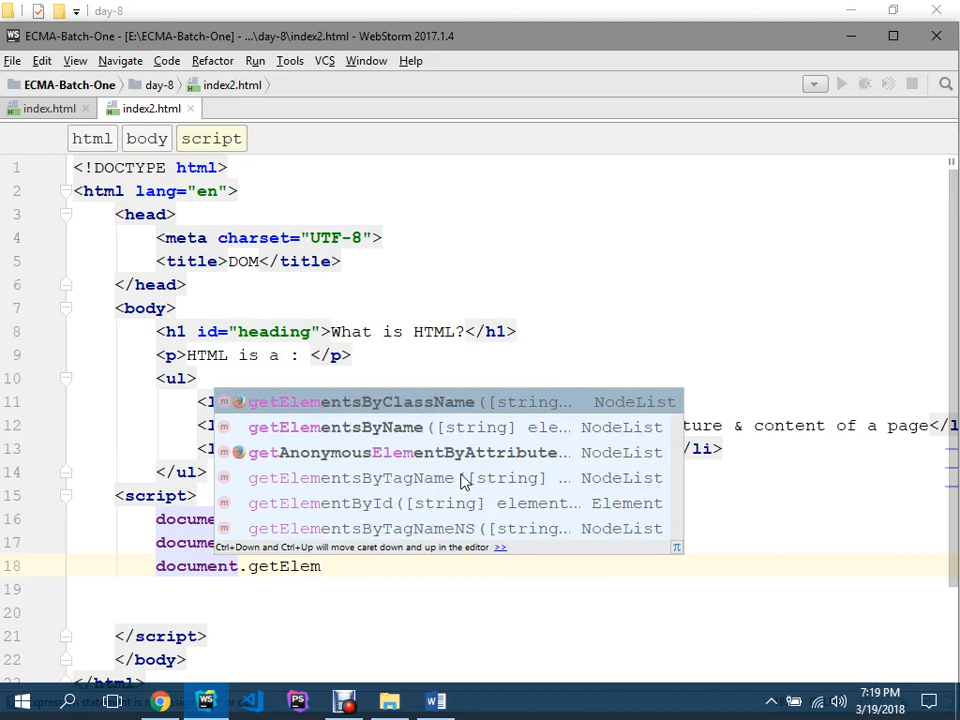 day-8
ECMA-Batch-One - [E:\ECMA-Batch-One] - ...\day-8\index2.html - WebStorm 2017.1.4
File Edit View Navigate Code Refactor Run Tools VCS Window Help
ECMA-Batch-One day-8 index2.html
index.html index2.html
html body script
1 <!DOCTYPE html>
2 <html lang="en">
3 <head>
4 <meta charset="UTF-8">
5 <title>DOM</title>
6 </head>
7 <body>
8 <h1 id="heading">What is HTML?</h1>
9 <p>HTML is a : </p>
10 <ul>
11 <l getElementsByClassName([string... NodeList
12 <l ture & content of a page</l
getElementsByName([string] ele... NodeList
13 <l getAnonymousElementByAttribute... NodeList /li>
14 </ul> getElementsByTagName([string] ... NodeList
15 <script> getElementById([string] element... Element
16 docume getElementsByTagNameNS([string... NodeList
17 docume Ctrl+Down and Ctrl+Up will move caret down and up in the editor >> π
18 document.getElem
19
20
21 </script>
22 </body>
</html>
7:19 PM
3/19/2018